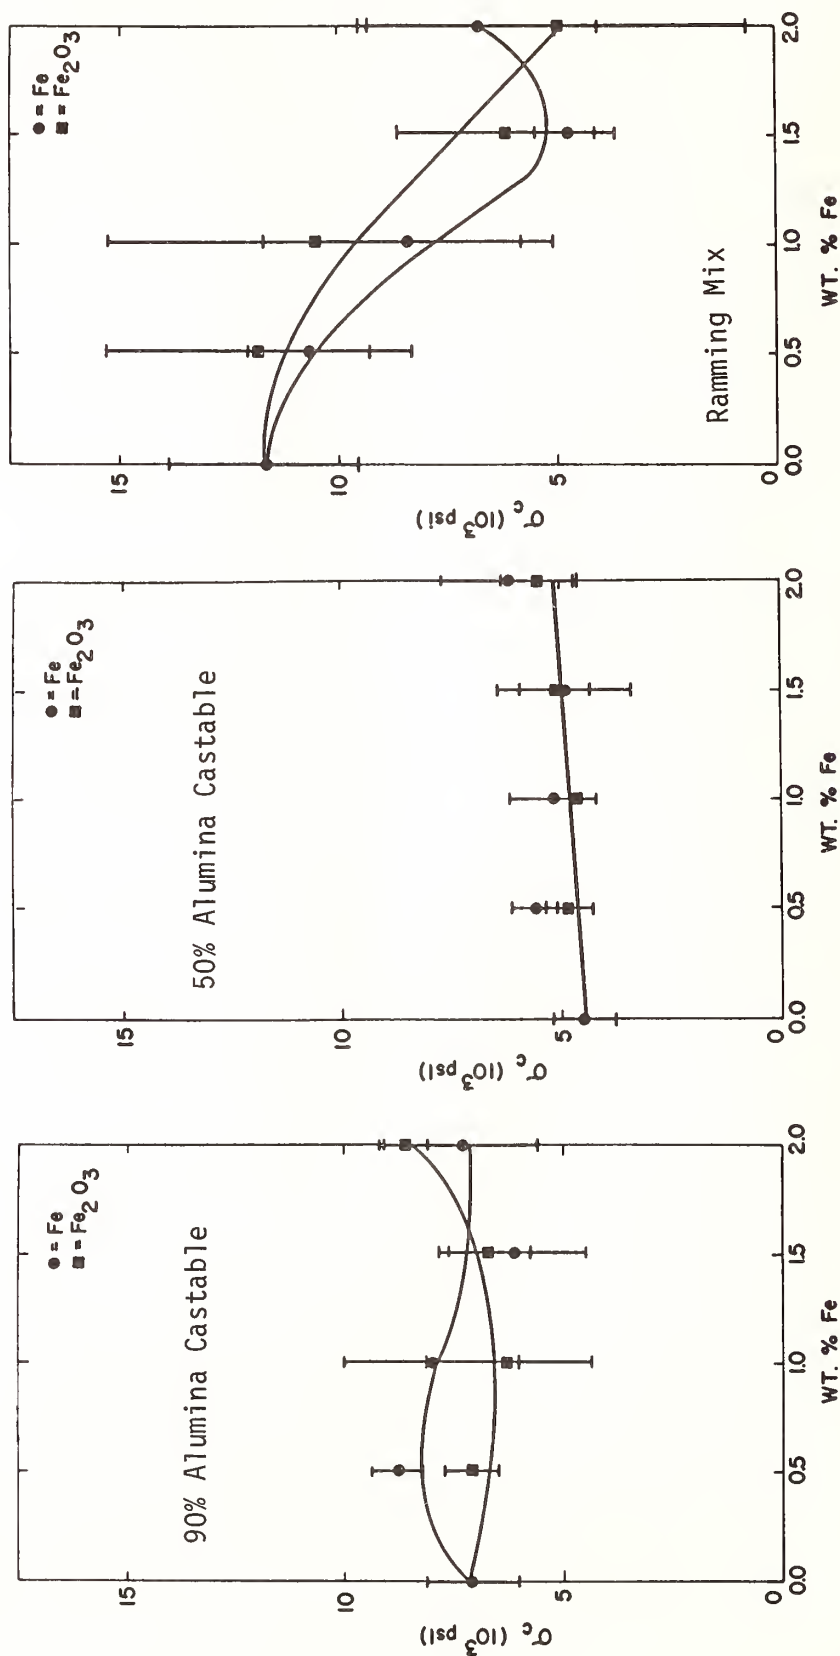 90% Alumina Castable
● = Fe
■ = Fe2O3
15
10
5
0
σc (10³ psi)
0.0
0.5
1.0
1.5
2.0
WT. % Fe
50% Alumina Castable
● = Fe
■ = Fe2O3
15
10
5
0
σc (10³ psi)
0.0
0.5
1.0
1.5
2.0
WT. % Fe
Ramming Mix
● = Fe
■ = Fe2O3
15
10
5
0
σc (10³ psi)
0.0
0.5
1.0
1.5
2.0
WT. % Fe